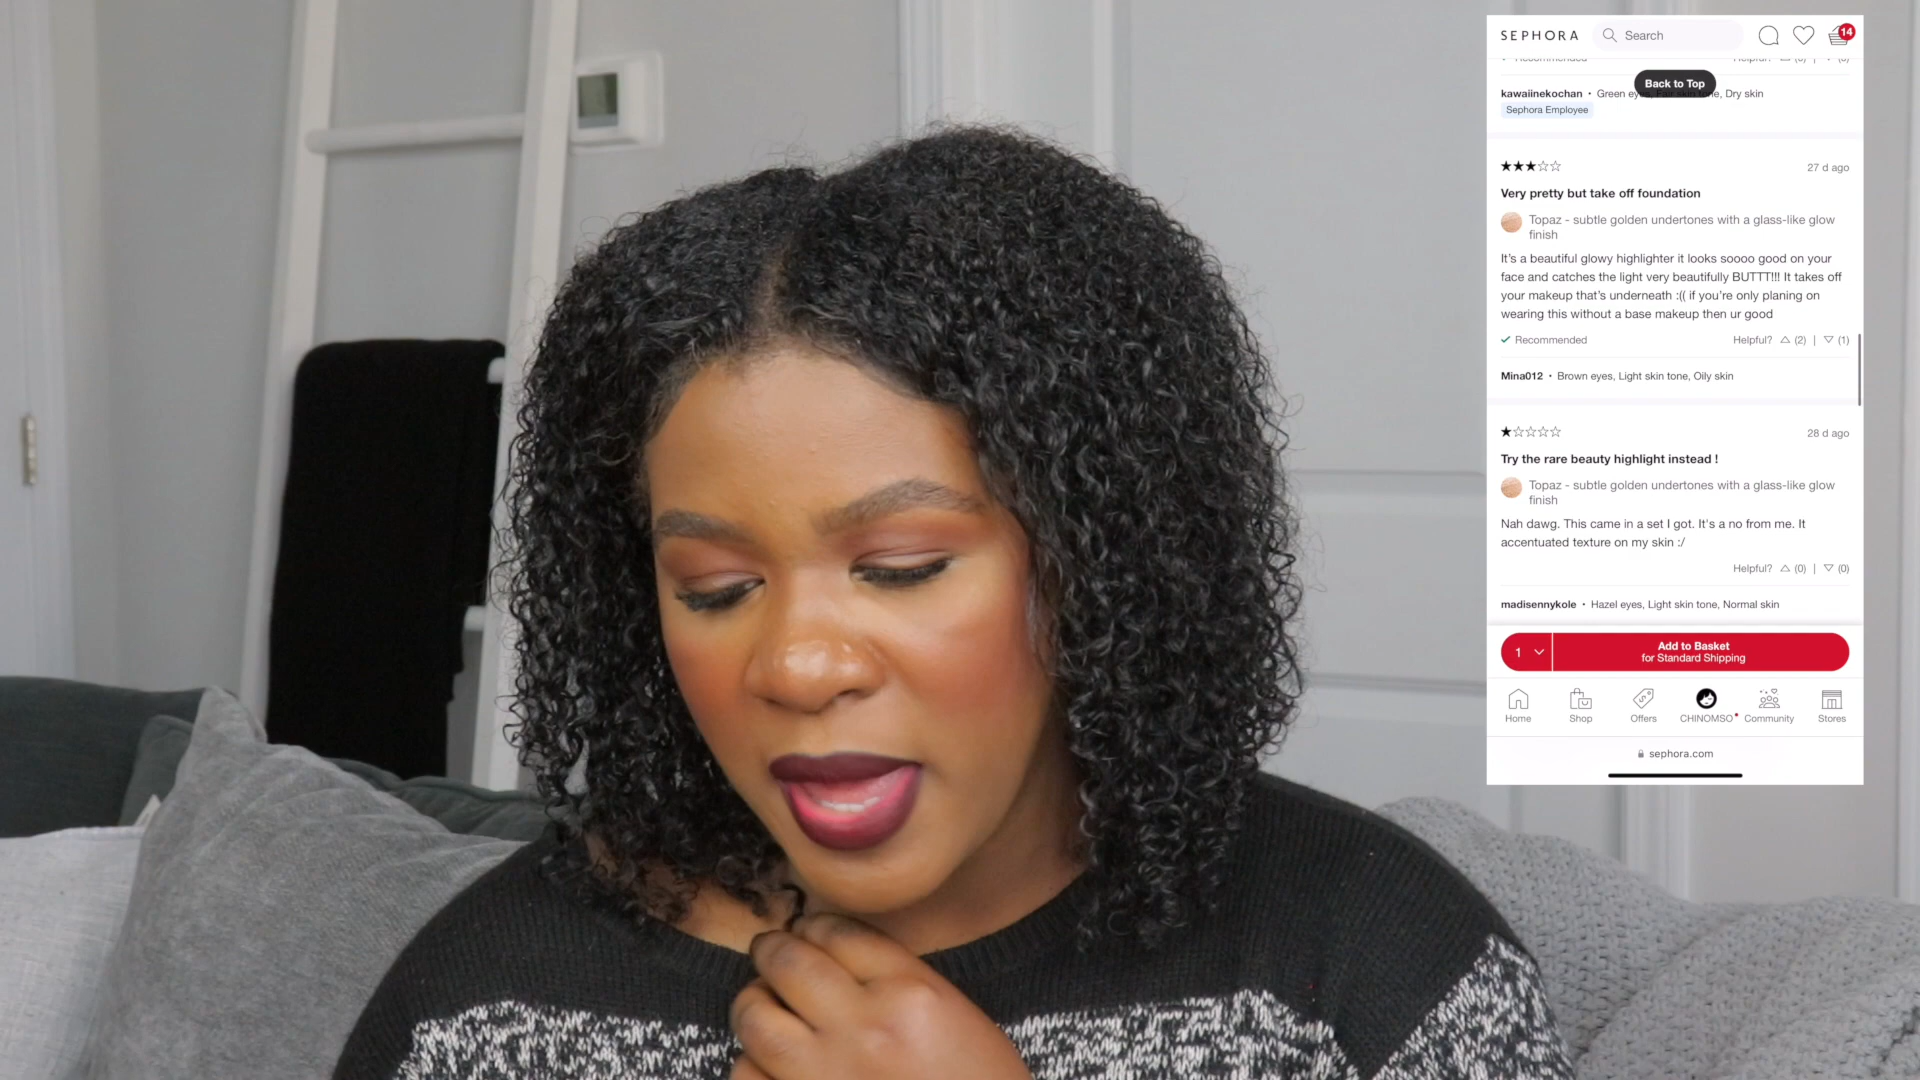 SEPHORA
Search
14
Back to Top
kawaiinekochan • Green eyes, Fair skin tone, Dry skin
Sephora Employee
★★★☆☆
27 d ago
Very pretty but take off foundation
Topaz - subtle golden undertones with a glass-like glow
finish
It's a beautiful glowy highlighter it looks soooo good on your
face and catches the light very beautifully BUTTT!!! It takes off
your makeup that's underneath :(( if you're only planing on
wearing this without a base makeup then ur good
Recommended
Helpful? (2) | (1)
Mina012 • Brown eyes, Light skin tone, Oily skin
★☆☆☆☆
28 d ago
Try the rare beauty highlight instead !
Topaz - subtle golden undertones with a glass-like glow
finish
Nah dawg. This came in a set I got. It's a no from me. It
accentuated texture on my skin :/
Helpful? (0) | (0)
madisennykole • Hazel eyes, Light skin tone, Normal skin
1
Add to Basket
for Standard Shipping
Home
Shop
Offers
CHINOMSO
Community
Stores
sephora.com